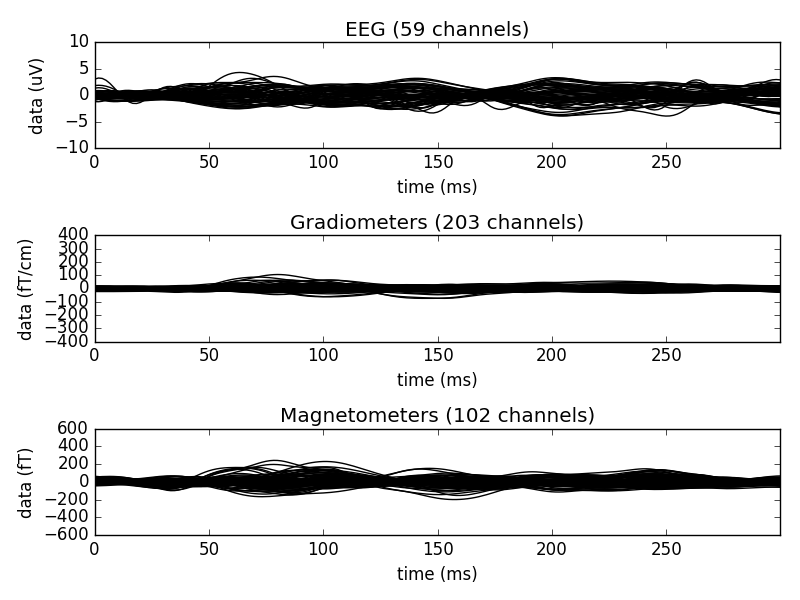 EEG (59 channels)
10
5
0
−5
−10
data (uV)
0 50 100 150 200 250
time (ms)
Gradiometers (203 channels)
400
300
200
100
0
−100
−200
−300
−400
data (fT/cm)
0 50 100 150 200 250
time (ms)
Magnetometers (102 channels)
600
400
200
0
−200
−400
−600
data (fT)
0 50 100 150 200 250
time (ms)